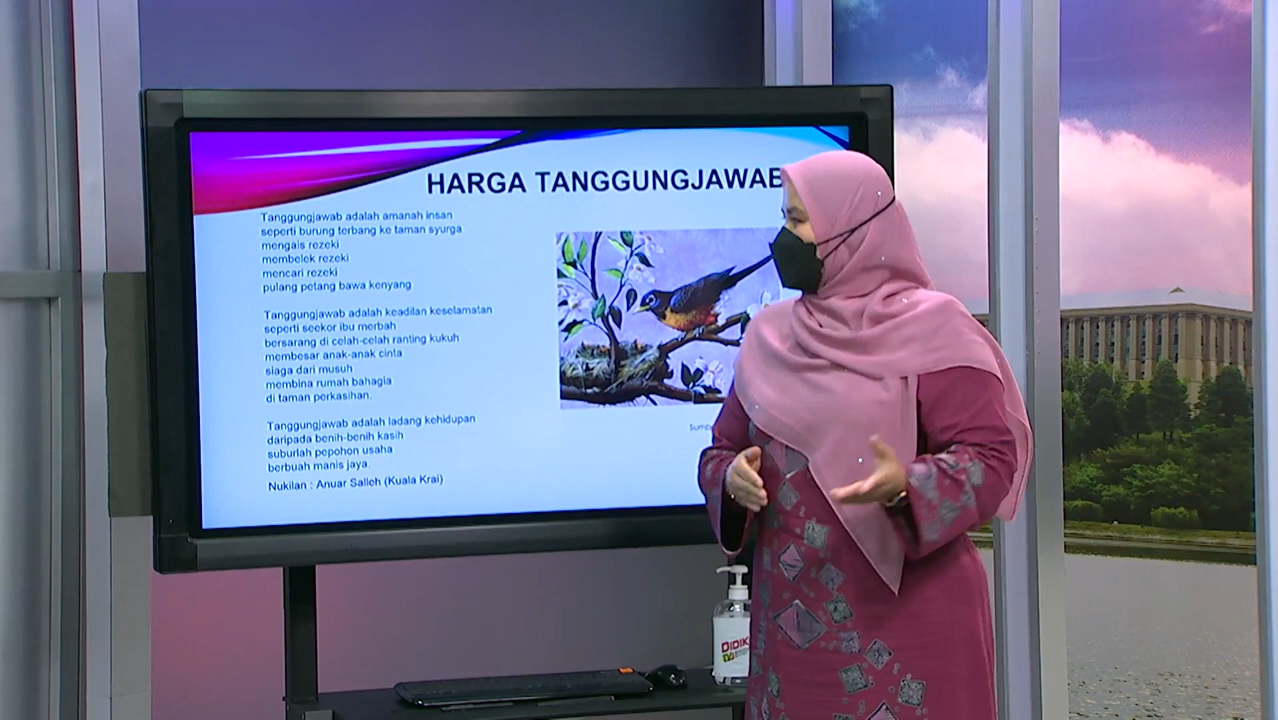 HARGA TANGGUNGJAWAB
Tanggungjawab adalah amanah insan
seperti burung terbang ke taman syurga
mengais rezeki
membelek rezeki
mencari rezeki
pulang petang bawa kenyang
Tanggungjawab adalah keadilan keselamatan
seperti seekor ibu merbah
bersarang di celah-celah ranting kukuh
membesar anak-anak cinta
siaga dari musuh
membina rumah bahagia
di taman perkasihan.
Tanggungjawab adalah ladang kehidupan
daripada benih-benih kasih
suburlah pepohon usaha
berbuah manis jaya.
Nukilan : Anuar Salleh (Kuala Krai)
DIDIK